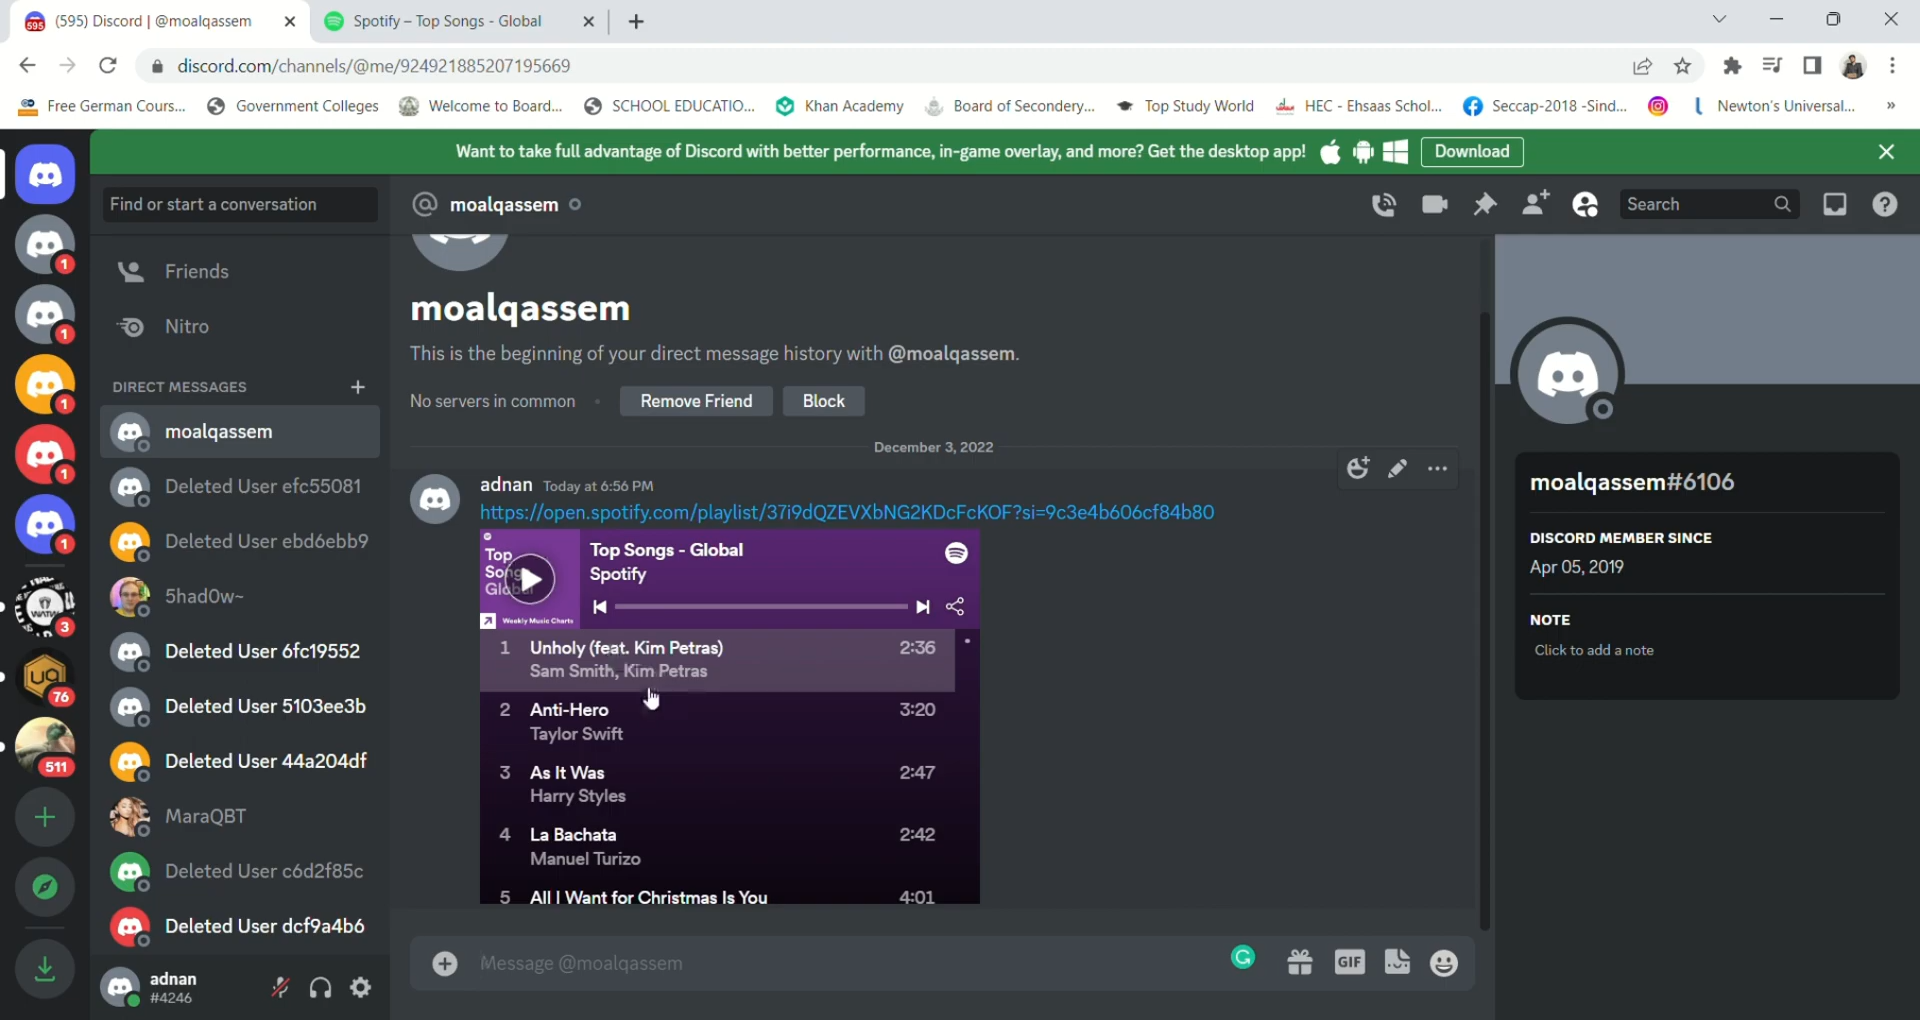 595
(595) Discord | @moalqassem
Spotify – Top Songs - Global
discord.com/channels/@me/924921885207195669
Free German Cours...
Government Colleges
Welcome to Board...
SCHOOL EDUCATIO...
Khan Academy
Board of Secondery...
Top Study World
HEC - Ehsaas Schol...
Seccap-2018 -Sind...
Newton's Universal...
»
Want to take full advantage of Discord with better performance, in-game overlay, and more? Get the desktop app!
Download
1
1
1
1
1
3
76
511
Find or start a conversation
Friends
Nitro
DIRECT MESSAGES
moalqassem
Deleted User efc55081
Deleted User ebd6ebb9
5had0w~
Deleted User 6fc19552
Deleted User 5103ee3b
Deleted User 44a204df
MaraQBT
Deleted User c6d2f85c
Deleted User dcf9a4b6
adnan
#4246
@ moalqassem
Search
moalqassem
This is the beginning of your direct message history with @moalqassem.
No servers in common
Remove Friend
Block
December 3, 2022
adnan Today at 6:56 PM
https://open.spotify.com/playlist/37i9dQZEVXbNG2KDcFcKOF?si=9c3e4b606cf84b80
Top
Weekly Music Charts
Top Songs - Global
Spotify
1 Unholy (feat. Kim Petras) 2:36
Sam Smith, Kim Petras
2 Anti-Hero 3:20
Taylor Swift
3 As It Was 2:47
Harry Styles
4 La Bachata 2:42
Manuel Turizo
5 All I Want for Christmas Is You 4:01
Message @moalqassem
G
GIF
moalqassem#6106
DISCORD MEMBER SINCE
Apr 05, 2019
NOTE
Click to add a note